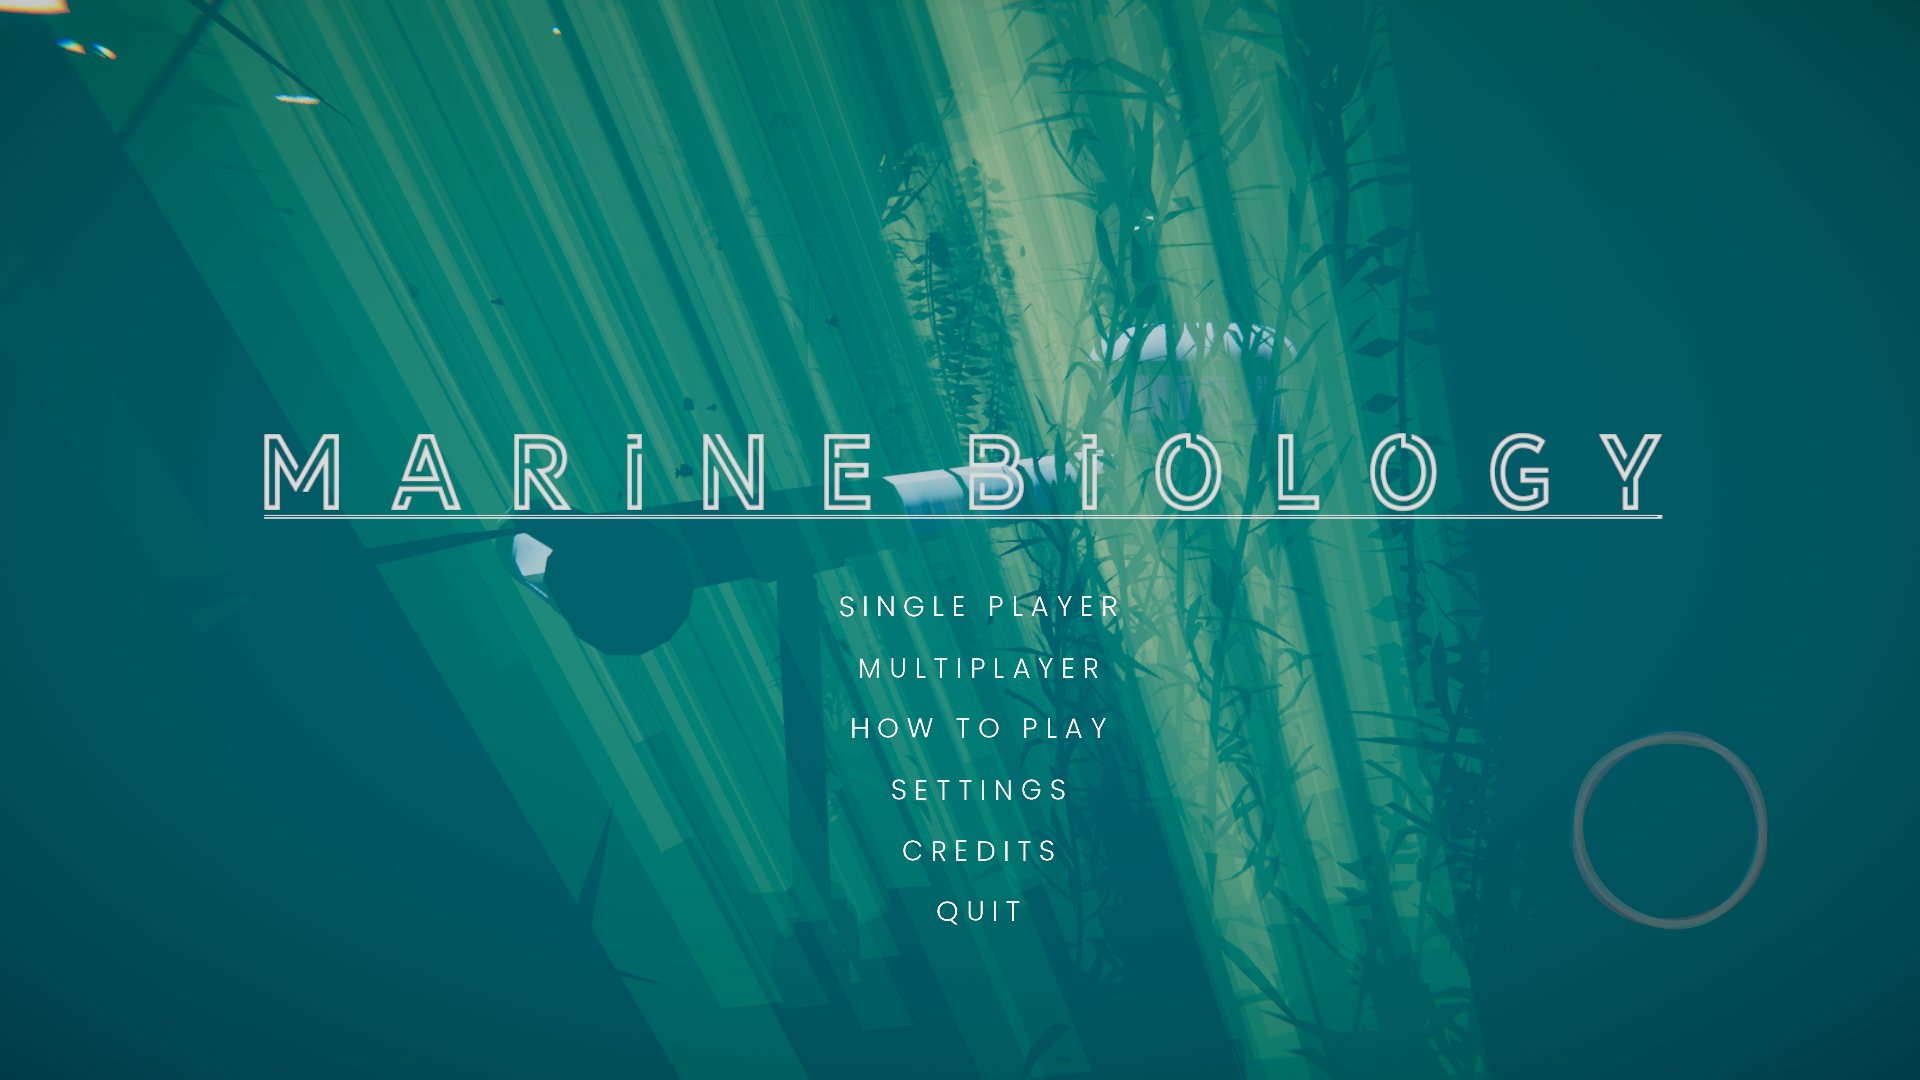 MARINE BIOLOGY
SINGLE PLAYER
MULTIPLAYER
HOW TO PLAY
SETTINGS
CREDITS
QUIT